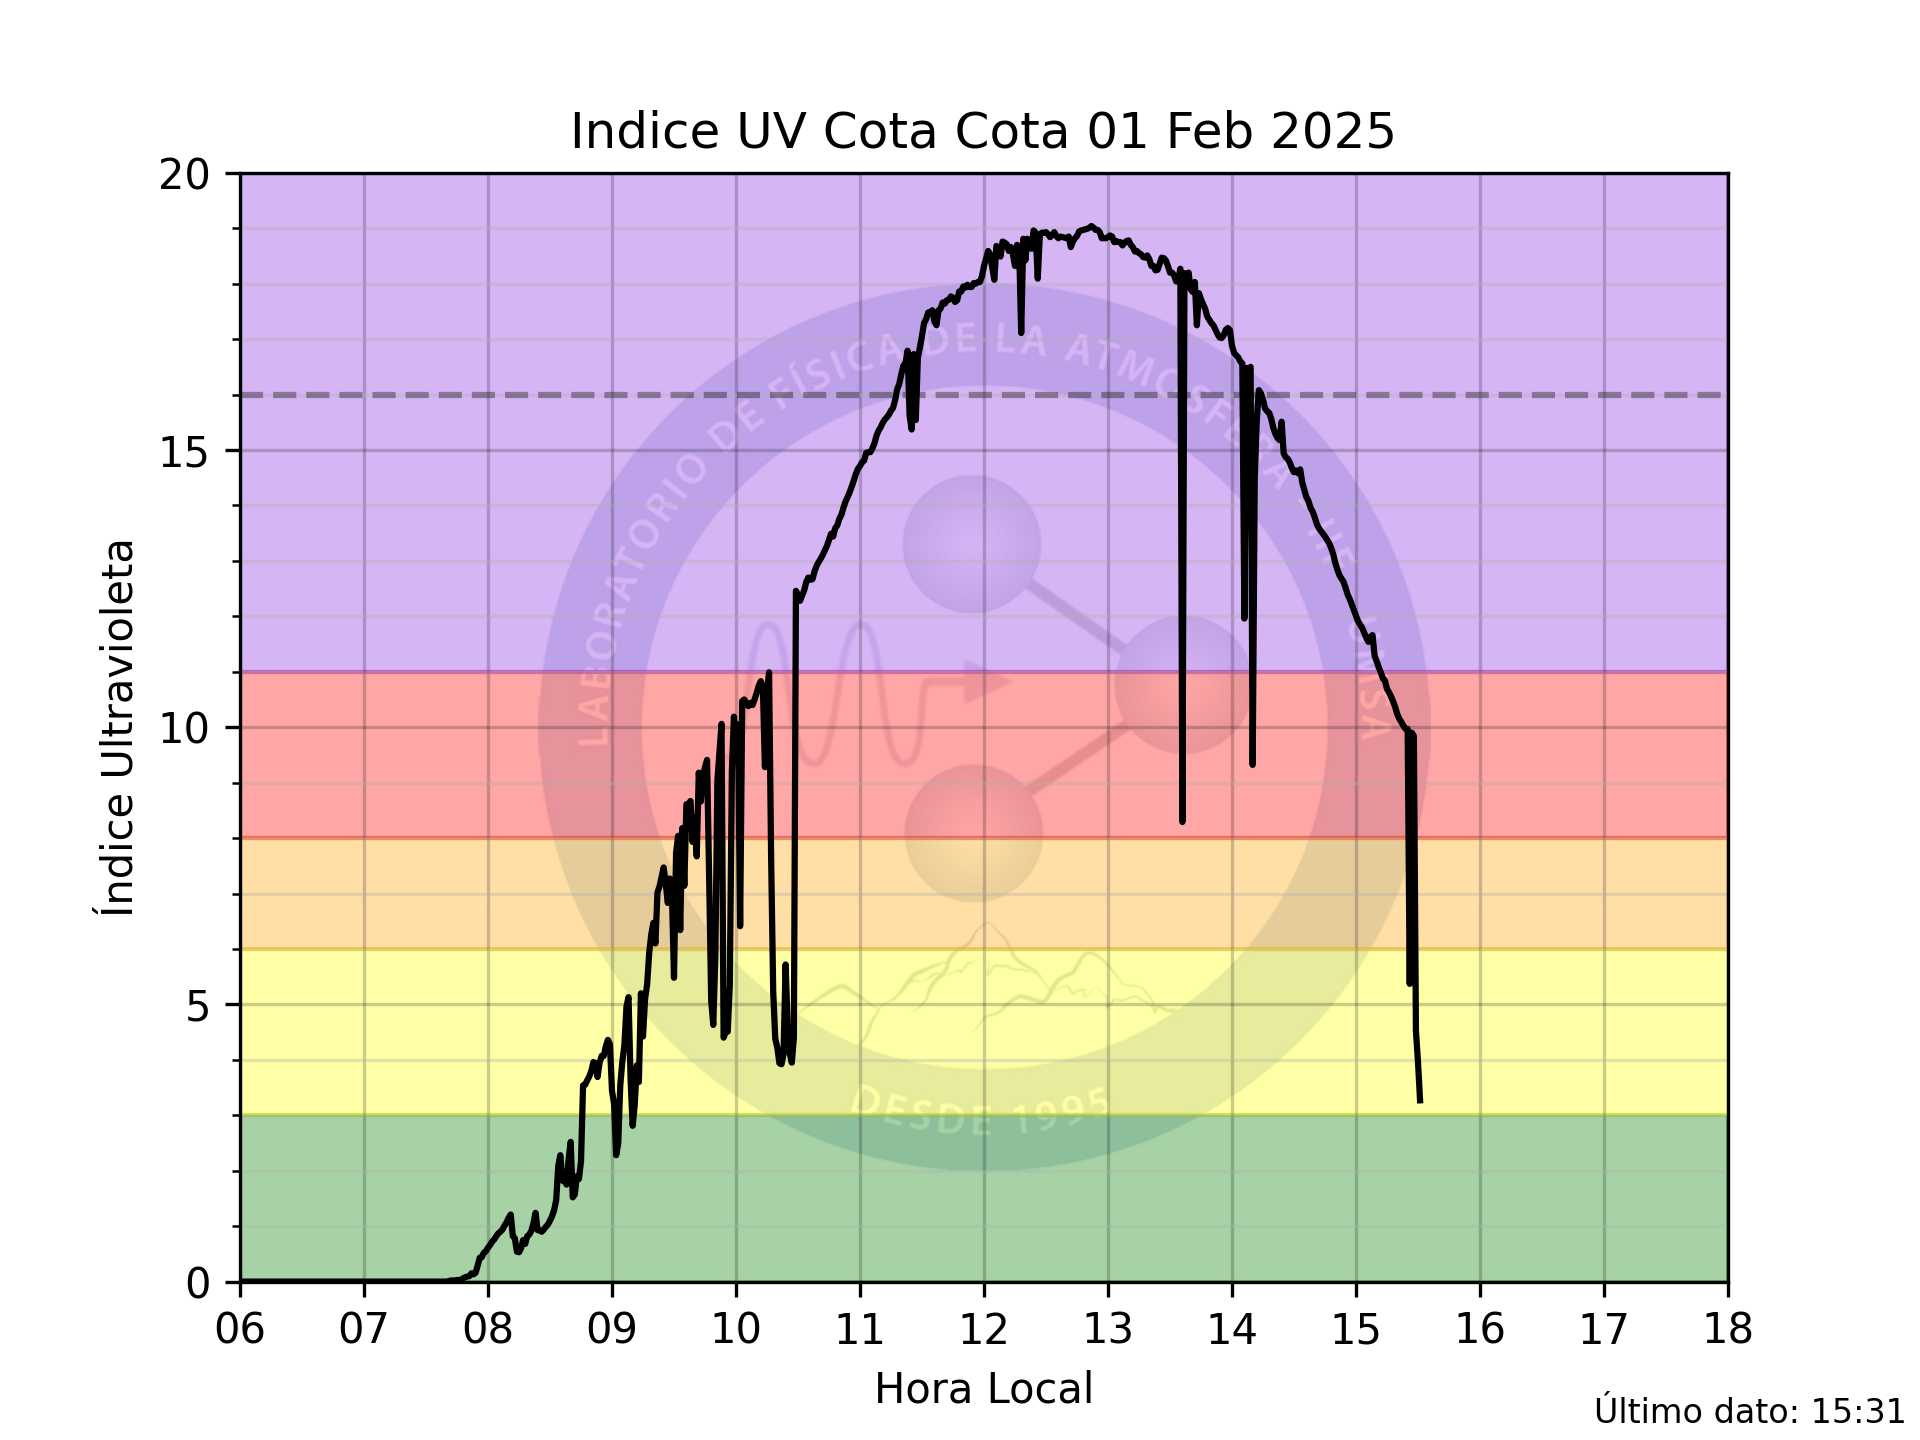 Indice UV Cota Cota 01 Feb 2025
20
15
10
5
0
Índice Ultravioleta
LABORATORIO DE FÍSICA DE LA ATMOSFERA
UMSA
DESDE 1995
06 07 08 09 10 11 12 13 14 15 16 17 18
Hora Local
Último dato: 15:31